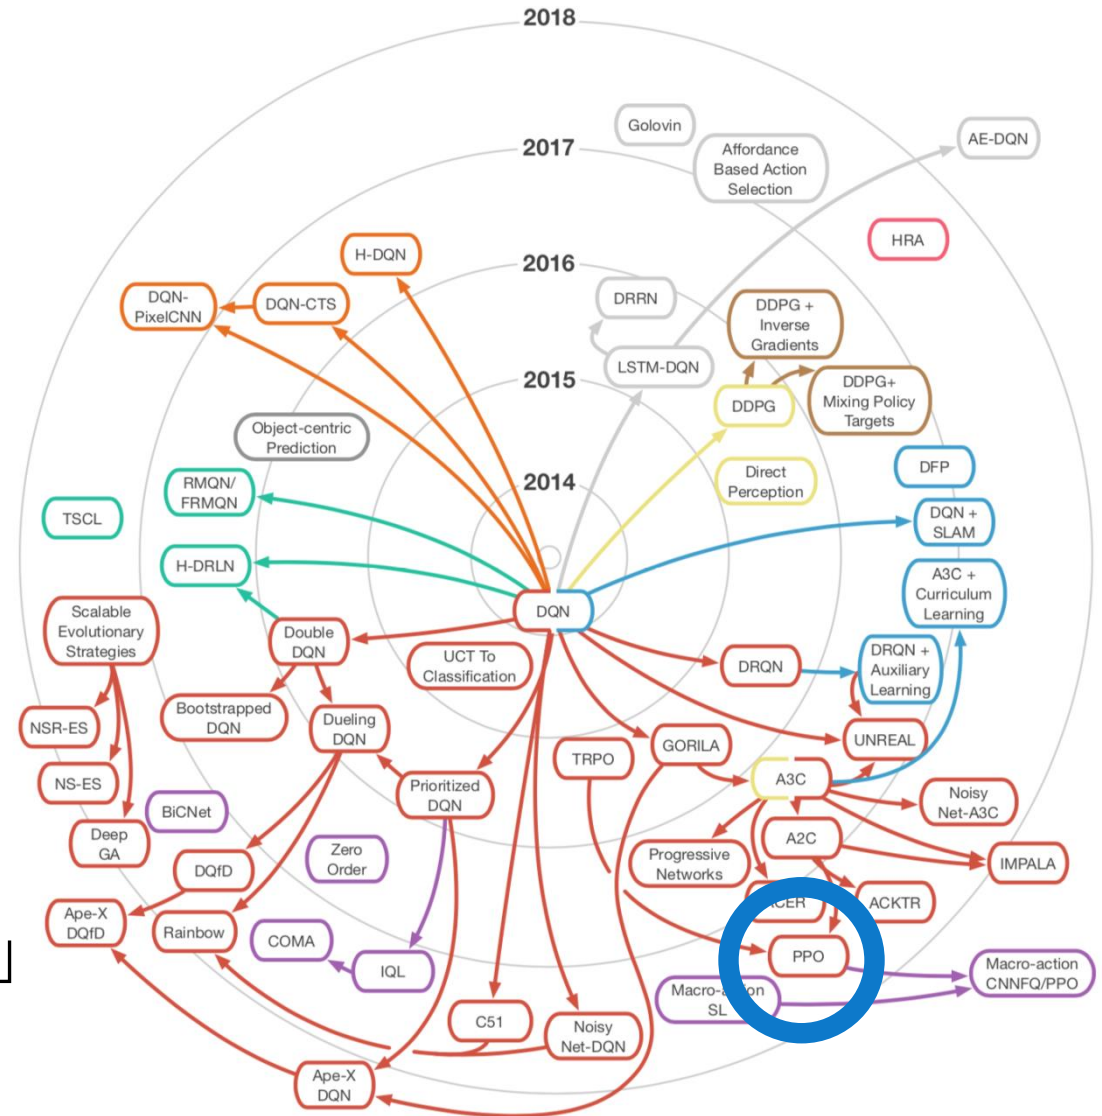 2018
Golovin
AE-DQN
2017
Affordance
Based Action
Selection
HRA
H-DQN
2016
DQN-
PixelCNN
DQN-CTS
DRRN
DDPG +
Inverse
Gradients
LSTM-DQN
2015
DDPG
DDPG+
Mixing Policy
Targets
Object-centric
Prediction
DFP
RMQN/
FRMQN
2014
Direct
Perception
TSCL
DQN +
SLAM
H-DRLN
A3C +
Curriculum
Learning
DQN
Scalable
Evolutionary
Strategies
Double
DQN
UCT To
Classification
DRQN
DRQN +
Auxiliary
Learning
Bootstrapped
DQN
NSR-ES
Dueling
DQN
TRPO
GORILA
UNREAL
NS-ES
Prioritized
DQN
A3C
Noisy
Net-A3C
BiCNet
Deep
GA
Zero
Order
A2C
Progressive
Networks
IMPALA
DQfD
ACKTR
Ape-X
DQfD
Rainbow
COMA
IQL
PPO
Macro-action
CNNFQ/PPO
SL
C51
Noisy
Net-DQN
Ape-X
DQN